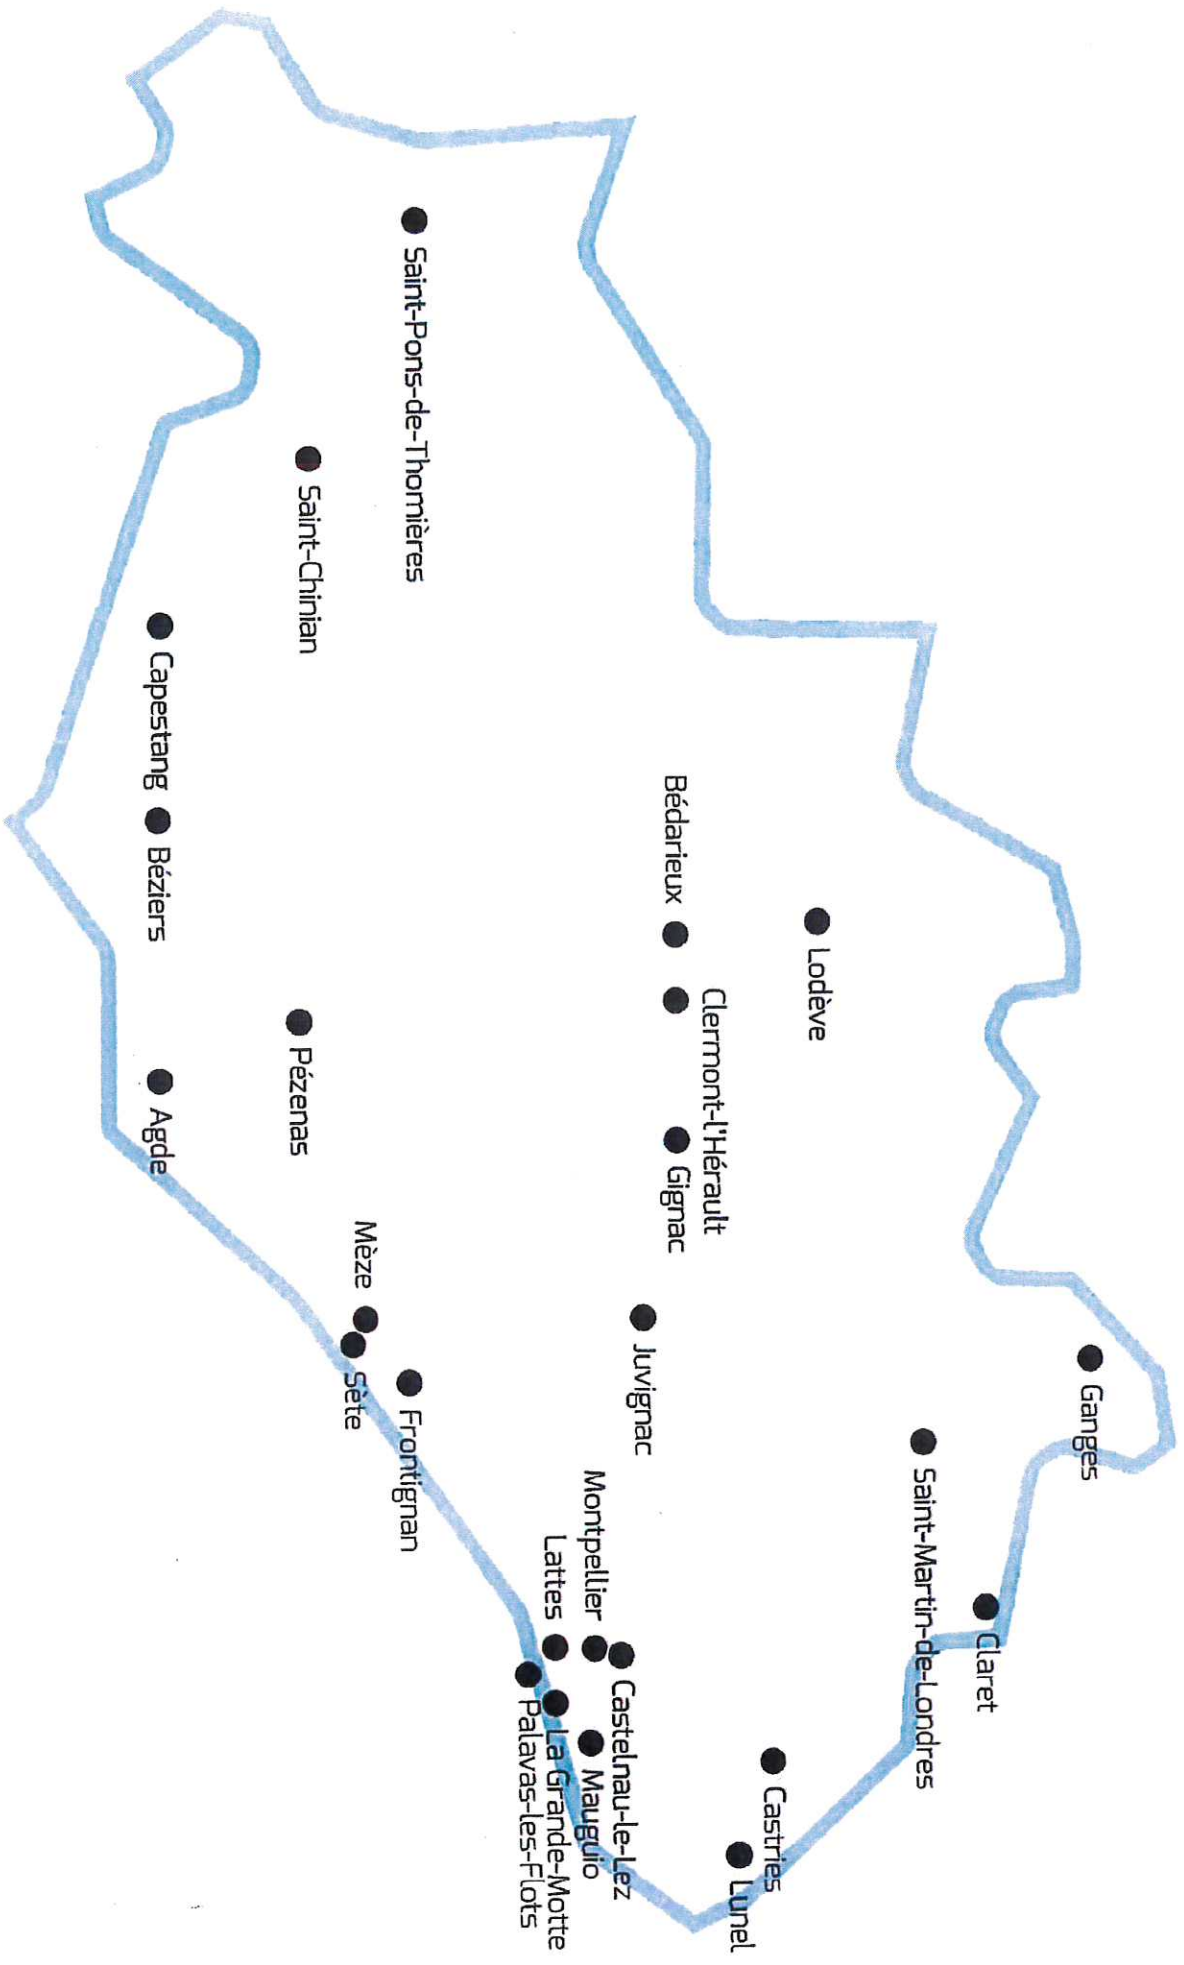 Ganges
Claret
Saint-Martin-de-Londres
Lodève
Castries
Lunel
Clermont-l'Hérault
Bédarieux
Gignac
Juvignac
Castelnau-le-Lez
Montpellier
Mauguio
Lattes
La Grande-Motte
Palavas-les-Flots
Saint-Pons-de-Thomières
Frontignan
Mèze
Sète
Saint-Chinian
Pézenas
Capestang
Béziers
Agde